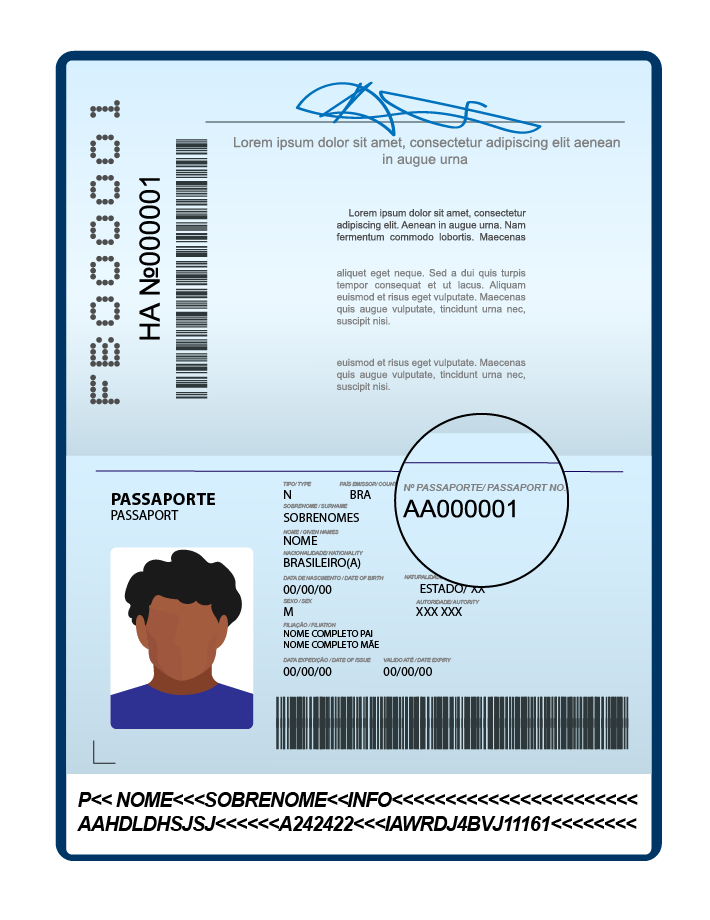 FB000001
HA №000001
Lorem ipsum dolor sit amet, consectetur adipiscing elit aenean
in augue urna
Lorem ipsum dolor sit amet, consectetur
adipiscing elit. Aenean in augue urna. Nam
fermentum commodo lobortis. Maecenas
aliquet eget neque. Sed a dui quis turpis
tempor consequat et ut lacus. Aliquam
euismod et risus eget vulputate. Maecenas
quis augue vulputate, tincidunt urna nec,
suscipit nisi.
euismod et risus eget vulputate. Maecenas
quis augue vulputate, tincidunt urna nec,
suscipit nisi.
PASSAPORTE
PASSAPORT
TIPO/ TYPE PAÍS EMISSOR/ COUN
N BRA
Nº PASSAPORTE/ PASSAPORT NO.
AA000001
SOBRENOME / SURNAME
SOBRENOMES
NOME / GIVEN NAMES
NOME
NACIONALIDADE/ NATIONALITY
BRASILEIRO(A)
DATA DE NASCIMENTO / DATE OF BIRTH NATURALIDA
00/00/00 ESTADO/ XX
SEXO / SEX AUTORIDADE/ AUTORITY
M XXX XXX
FILIAÇÃO / FILIATION
NOME COMPLETO PAI
NOME COMPLETO MÃE
DATA EXPEDIÇÃO / DATE OF ISSUE VALIDO ATÉ / DATE EXPIRY
00/00/00 00/00/00
P<< NOME<<<SOBRENOME<<INFO<<<<<<<<<<<<<<<<<<<<<<<
AAHDLDHSJSJ<<<<<<A242422<<<IAWRDJ4BVJ11161<<<<<<<<